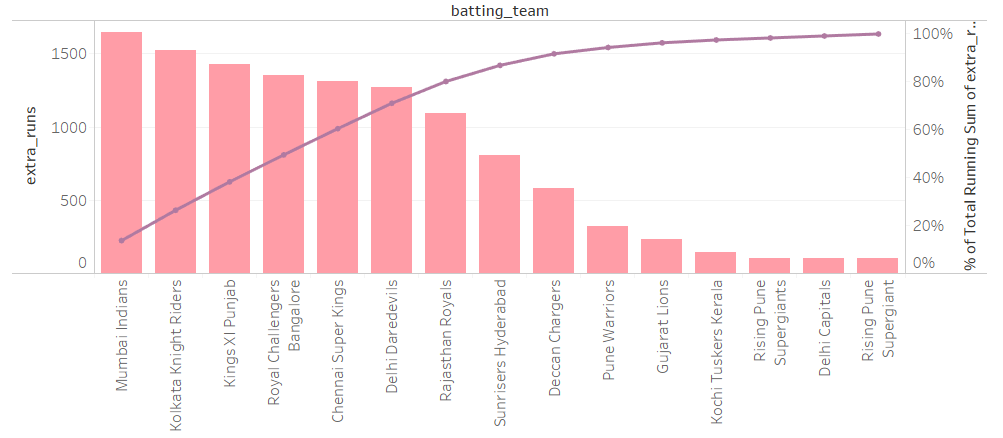 batting_team
extra_runs
1500
1000
500
0
100%
80%
60%
40%
20%
0%
% of Total Running Sum of extra_r..
Mumbai Indians
Kolkata Knight Riders
Kings XI Punjab
Royal Challengers
Bangalore
Chennai Super Kings
Delhi Daredevils
Rajasthan Royals
Sunrisers Hyderabad
Deccan Chargers
Pune Warriors
Gujarat Lions
Kochi Tuskers Kerala
Rising Pune
Supergiants
Delhi Capitals
Rising Pune
Supergiant